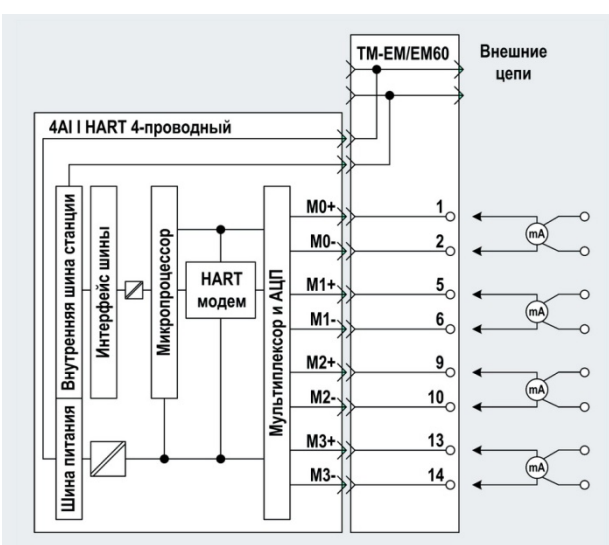 TM-EM/EM60
Внешние
цепи
4AI I HART 4-проводный
Внутренняя шина станции
Шина питания
Интерфейс шины
Микропроцессор
HART
модем
Мультиплексор и АЦП
M0+
1
M0-
2
mA
M1+
5
M1-
6
mA
M2+
9
M2-
10
mA
M3+
13
M3-
14
mA